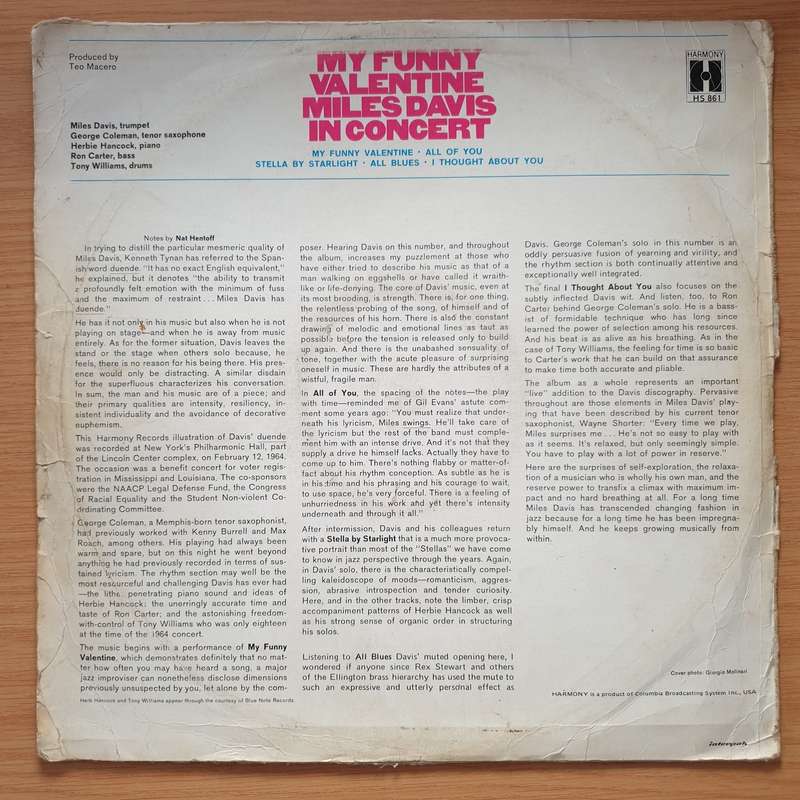 Produced by
Teo Macero
MY FUNNY
VALENTINE
MILES DAVIS
IN CONCERT
HARMONY
HS 861
Miles Davis, trumpet
George Coleman, tenor saxophone
Herbie Hancock, piano
Ron Carter, bass
Tony Williams, drums
MY FUNNY VALENTINE · ALL OF YOU
STELLA BY STARLIGHT · ALL BLUES · I THOUGHT ABOUT YOU
Notes by Nat Hentoff
In trying to distill the particular mesmeric quality of
Miles Davis, Kenneth Tynan has referred to the Span-
ish word duende. "It has no exact English equivalent,"
he explained, but it denotes "the ability to transmit
a profoundly felt emotion with the minimum of fuss
and the maximum of restraint... Miles Davis has
duende."
He has it not only in his music but also when he is not
playing on stage—and when he is away from music
entirely. As for the former situation, Davis leaves the
stand or the stage when others solo because, he
feels, there is no reason for his being there. His pres-
ence would only be distracting. A similar disdain
for the superfluous characterizes his conversation.
In sum, the man and his music are of a piece; and
their primary qualities are intensity, resiliency, in-
sistent individuality and the avoidance of decorative
euphemism.
This Harmony Records illustration of Davis' duende
was recorded at New York's Philharmonic Hall, part
of the Lincoln Center complex, on February 12, 1964.
The occasion was a benefit concert for voter regis-
tration in Mississippi and Louisiana. The co-sponsors
were the NAACP Legal Defense Fund, the Congress
of Racial Equality and the Student Non-violent Co-
ordinating Committee.
George Coleman, a Memphis-born tenor saxophonist,
had previously worked with Kenny Burrell and Max
Roach, among others. His playing had always been
warm and spare, but on this night he went beyond
anything he had previously recorded in terms of sus-
tained lyricism. The rhythm section may well be the
most resourceful and challenging Davis has ever had
—the lithe, penetrating piano sound and ideas of
Herbie Hancock; the unerringly accurate time and
taste of Ron Carter; and the astonishing freedom-
with-control of Tony Williams who was only eighteen
at the time of the 1964 concert.
The music begins with a performance of My Funny
Valentine, which demonstrates definitely that no mat-
ter how often you may have heard a song, a major
jazz improviser can nonetheless disclose dimensions
previously unsuspected by you, let alone by the com-
Herb Hancock and Tony Williams appear through the courtesy of Blue Note Records
poser. Hearing Davis on this number, and throughout
the album, increases my puzzlement at those who
have either tried to describe his music as that of a
man walking on eggshells or have called it wraith-
like or life-denying. The core of Davis' music, even at
its most brooding, is strength. There is, for one thing,
the relentless probing of the song, of himself and of
the resources of his horn. There is also the constant
drawing of melodic and emotional lines as taut as
possible before the tension is released only to build
up again. And there is the unabashed sensuality of
tone, together with the acute pleasure of surprising
oneself in music. These are hardly the attributes of a
wistful, fragile man.
In All of You, the spacing of the notes—the play
with time—reminded me of Gil Evans' astute com-
ment some years ago: "You must realize that under-
neath his lyricism, Miles swings. He'll take care of
the lyricism but the rest of the band must comple-
ment him with an intense drive. And it's not that they
supply a drive he himself lacks. Actually they have to
come up to him. There's nothing flabby or matter-of-
fact about his rhythm conception. As subtle as he is
in his time and his phrasing and his courage to wait,
to use space, he's very forceful. There is a feeling of
unhurriedness in his work and yet there's intensity
underneath and through it all."
After intermission, Davis and his colleagues return
with a Stella by Starlight that is a much more provoca-
tive portrait than most of the "Stellas" we have come
to know in jazz perspective through the years. Again,
in Davis' solo, there is the characteristically compel-
ling kaleidoscope of moods—romanticism, aggres-
sion, abrasive introspection and tender curiosity.
Here, and in the other tracks, note the limber, crisp
accompaniment patterns of Herbie Hancock as well
as his strong sense of organic order in structuring
his solos.
Listening to All Blues Davis' muted opening here, I
wondered if anyone since Rex Stewart and others
of the Ellington brass hierarchy has used the mute to
such an expressive and utterly personal effect as
Davis. George Coleman's solo in this number is an
oddly persuasive fusion of yearning and virility, and
the rhythm section is both continually attentive and
exceptionally well integrated.
The final I Thought About You also focuses on the
subtly inflected Davis wit. And listen, too, to Ron
Carter behind George Coleman's solo. He is a bass-
ist of formidable technique who has long since
learned the power of selection among his resources.
And his beat is as alive as his breathing. As in the
case of Tony Williams, the feeling for time is so basic
to Carter's work that he can build on that assurance
to make time both accurate and pliable.
The album as a whole represents an important
"live" addition to the Davis discography. Pervasive
throughout are those elements in Miles Davis' play-
ing that have been described by his current tenor
saxophonist, Wayne Shorter: "Every time we play,
Miles surprises me... He's not so easy to play with
as it seems. It's relaxed, but only seemingly simple.
You have to play with a lot of power in reserve."
Here are the surprises of self-exploration, the relaxa-
tion of a musician who is wholly his own man, and the
reserve power to transfix a climax with maximum im-
pact and no hard breathing at all. For a long time
Miles Davis has transcended changing fashion in
jazz because for a long time he has been impregna-
bly himself. And he keeps growing musically from
within.
Cover photo: Giorgio Molinari
HARMONY is a product of Columbia Broadcasting System Inc., USA